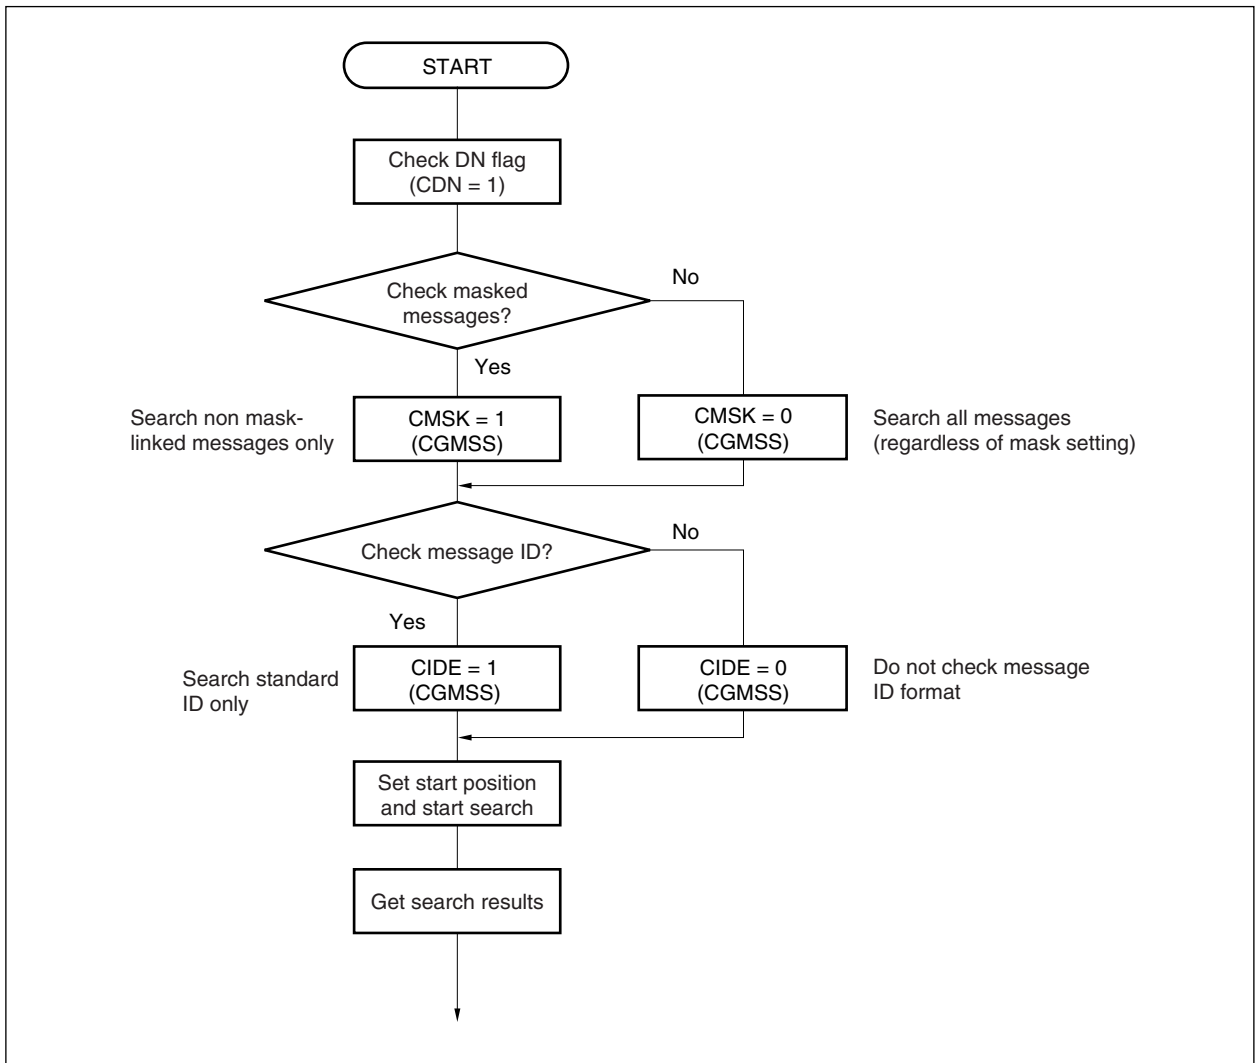 START
Check DN flag
(CDN = 1)
Check masked
messages?
No
Yes
Search non mask-
linked messages only
CMSK = 1
(CGMSS)
CMSK = 0
(CGMSS)
Search all messages
(regardless of mask setting)
Check message ID?
No
Yes
Search standard
ID only
CIDE = 1
(CGMSS)
CIDE = 0
(CGMSS)
Do not check message
ID format
Set start position
and start search
Get search results